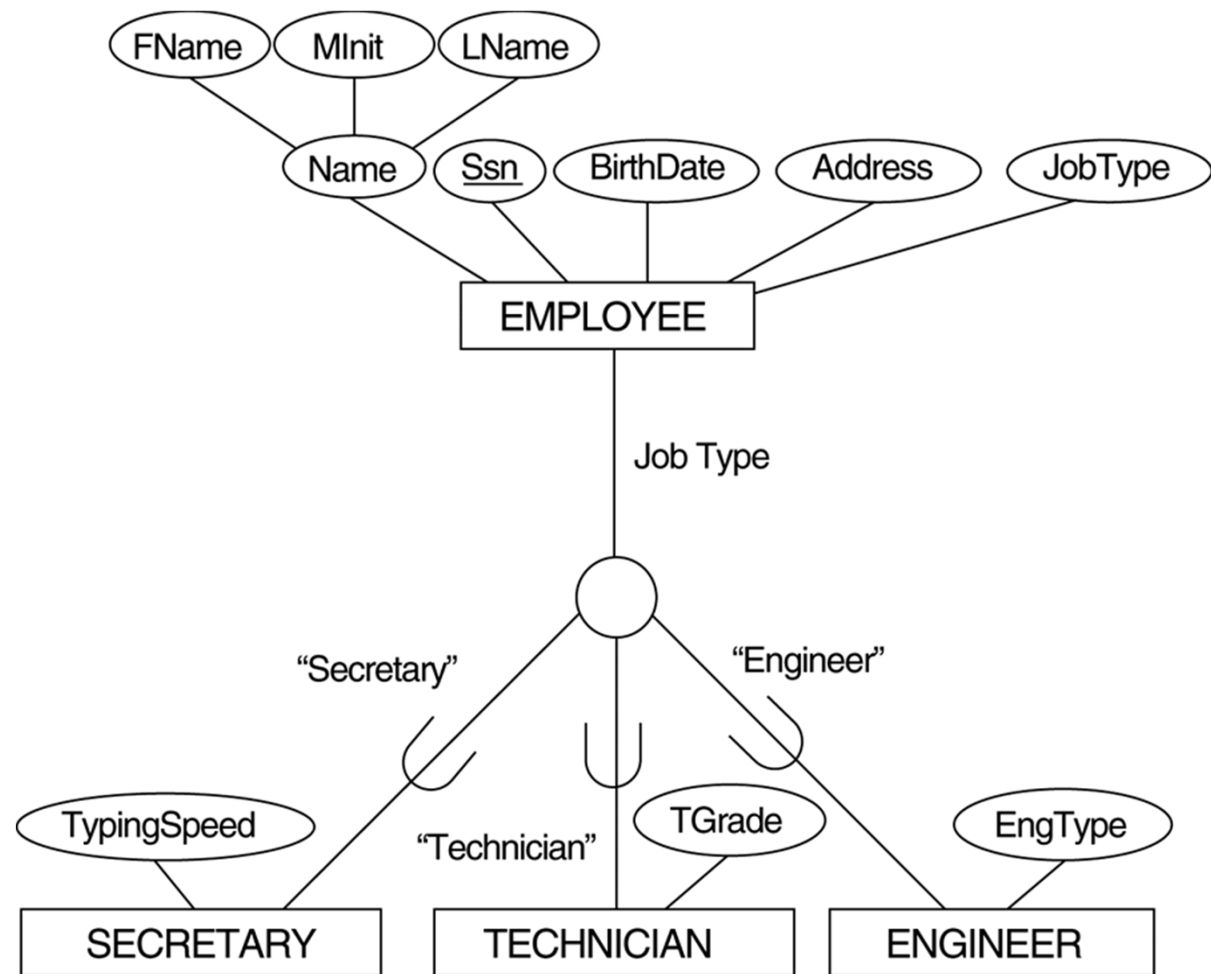 FName MInit LName
Name Ssn BirthDate Address JobType
EMPLOYEE
Job Type
“Secretary” “Engineer”
TypingSpeed “Technician” TGrade EngType
SECRETARY TECHNICIAN ENGINEER